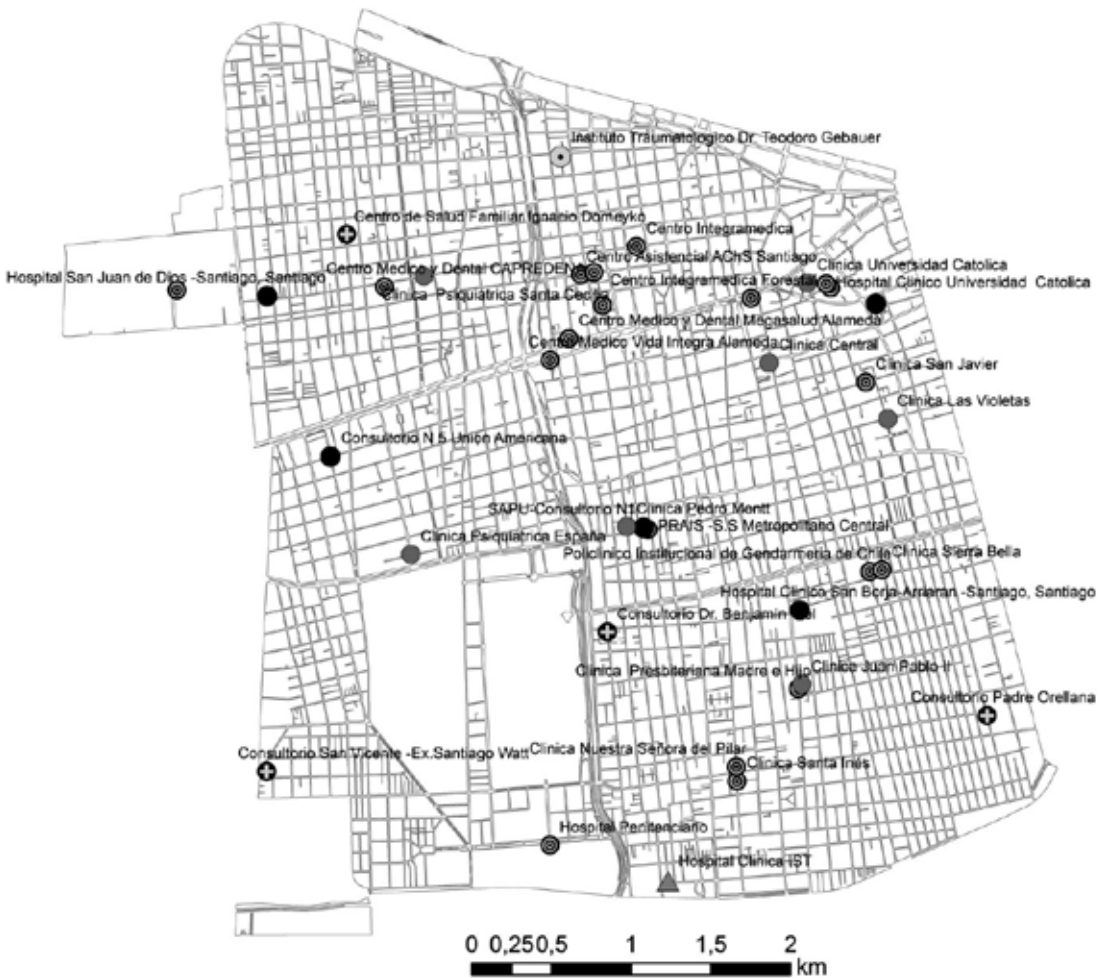 Instituto Traumatologico Dr. Teodoro Gebauer
Centro de Salud Familiar Ignacio Domeyko
Centro Integramedica
Centro Asistencial AChS Santiago
Clinica Universidad Catolica
Hospital San Juan de Dios -Santiago, Santiago
Centro Medico y Dental CAPREDENA
Centro Integramedica Forestal
Hospital Clinico Universidad Catolica
Clinica Psiquiatrica Santa Cecilia
Centro Medico y Dental Megasalud Alameda
Centro Medico Vida Integra Alameda
Clinica Central
Clinica San Javier
Clinica Las Violetas
Consultorio N 5 Union Americana
SAPU-Consultorio N1
Clinica Pedro Montt
PRAIS -S.S Metropolitano Central
Clinica Psiquiatrica España
Policlinico Institucional de Gendarmeria de Chile
Clinica Sierra Bella
Hospital Clinico San Borja-Arriaran -Santiago, Santiago
Consultorio Dr. Benjamin
Clinica Presbiteriana Madre e Hijo
Clinica Juan Pablo II
Consultorio Padre Orellana
Consultorio San Vicente -Ex.Santiago Watt
Clinica Nuestra Señora del Pilar
Clinica Santa Inés
Hospital Penitenciario
Hospital Clinica IST
0 0,25 0,5 1 1,5 2
km